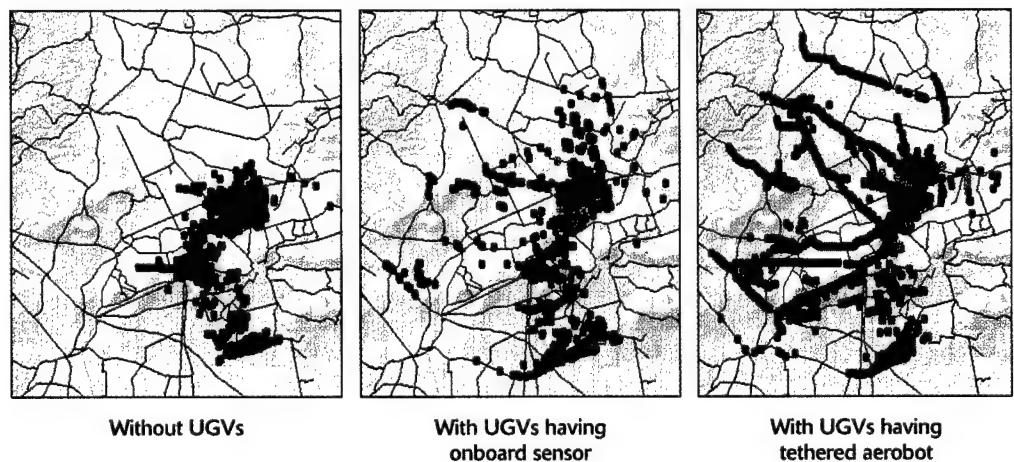 Without UGVs
With UGVs having
onboard sensor
With UGVs having
tethered aerobot